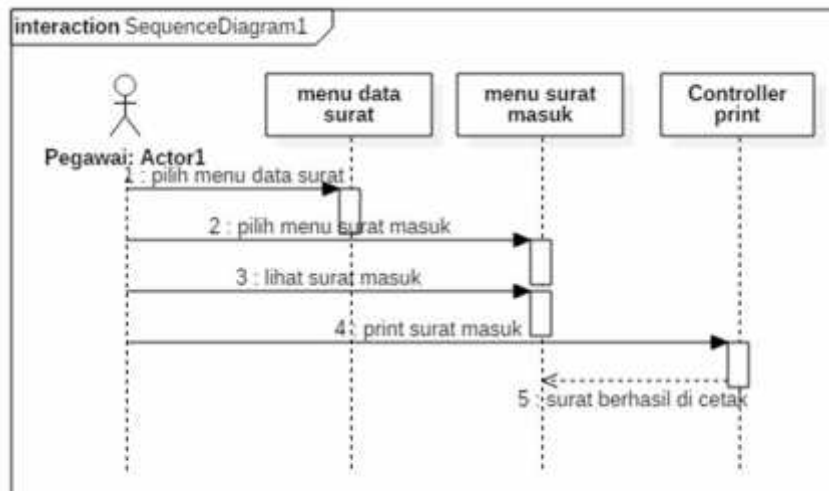 interaction SequenceDiagram1
menu data
surat
menu surat
masuk
Controller
print
Pegawai: Actor1
1 : pilih menu data surat
2 : pilih menu surat masuk
3 : lihat surat masuk
4 : print surat masuk
5 : surat berhasil di cetak